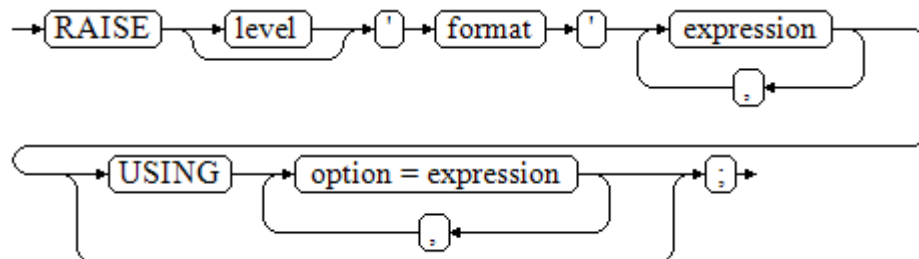 RAISE level ' format ' expression
,
USING option = expression ;
,